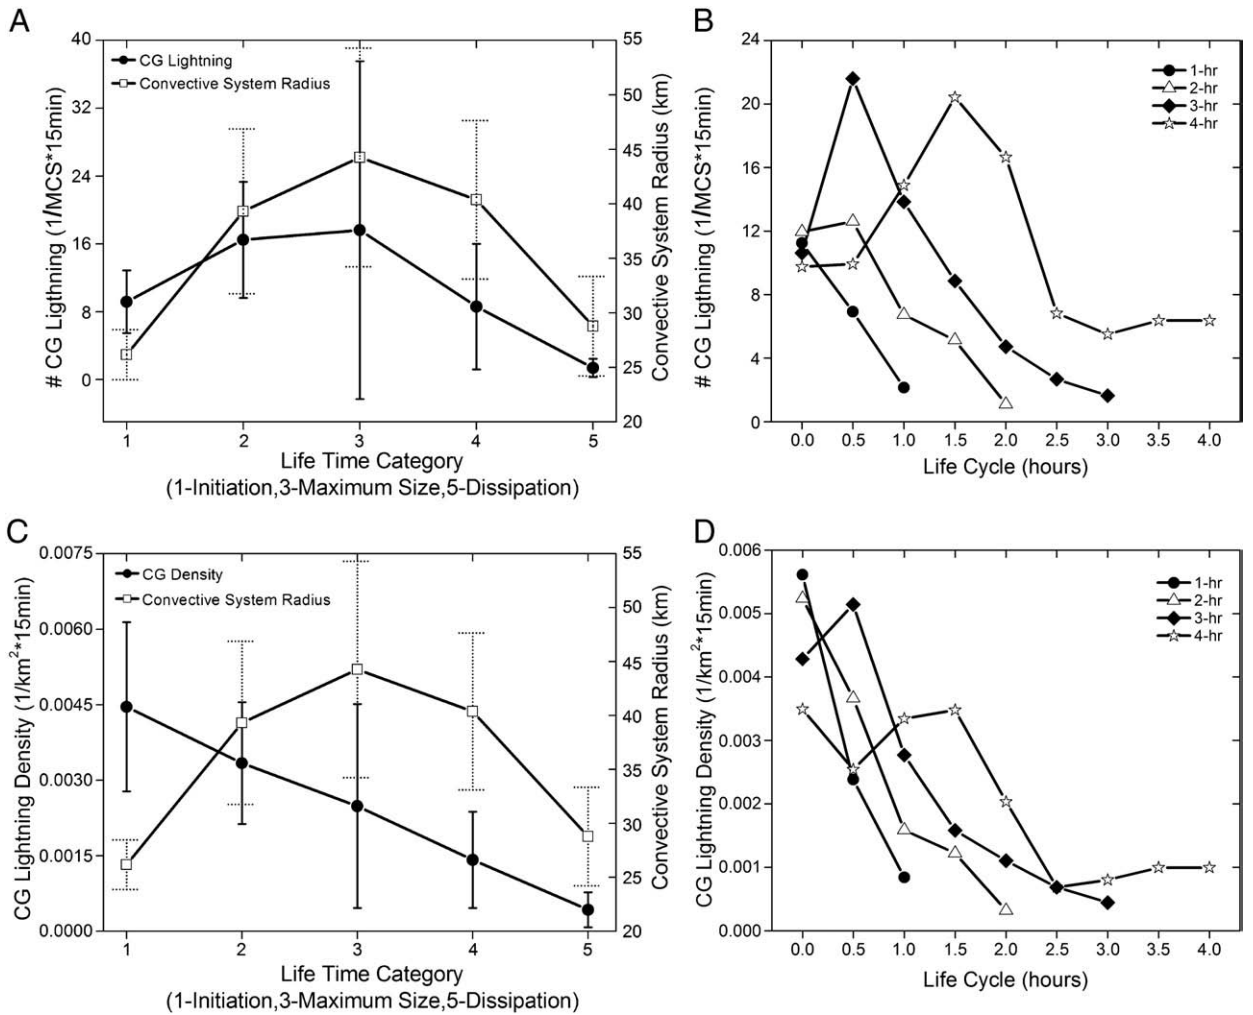 A
40
32
24
16
8
0
# CG Ligthning (1/MCS*15min)
CG Lightning
Convective System Radius
55
50
45
40
35
30
25
20
Convective System Radius (km)
1 2 3 4 5
Life Time Category
(1-Initiation,3-Maximum Size,5-Dissipation)
B
24
20
16
12
8
4
0
# CG Ligthning (1/MCS*15min)
1-hr
2-hr
3-hr
4-hr
0.0 0.5 1.0 1.5 2.0 2.5 3.0 3.5 4.0
Life Cycle (hours)
C
0.0075
0.0060
0.0045
0.0030
0.0015
0.0000
CG Lightning Density (1/km²*15min)
CG Density
Convective System Radius
55
50
45
40
35
30
25
20
Convective System Radius (km)
1 2 3 4 5
Life Time Category
(1-Initiation,3-Maximum Size,5-Dissipation)
D
0.006
0.005
0.004
0.003
0.002
0.001
0.000
CG Lightning Density (1/km²*15min)
1-hr
2-hr
3-hr
4-hr
0.0 0.5 1.0 1.5 2.0 2.5 3.0 3.5 4.0
Life Cycle (hours)